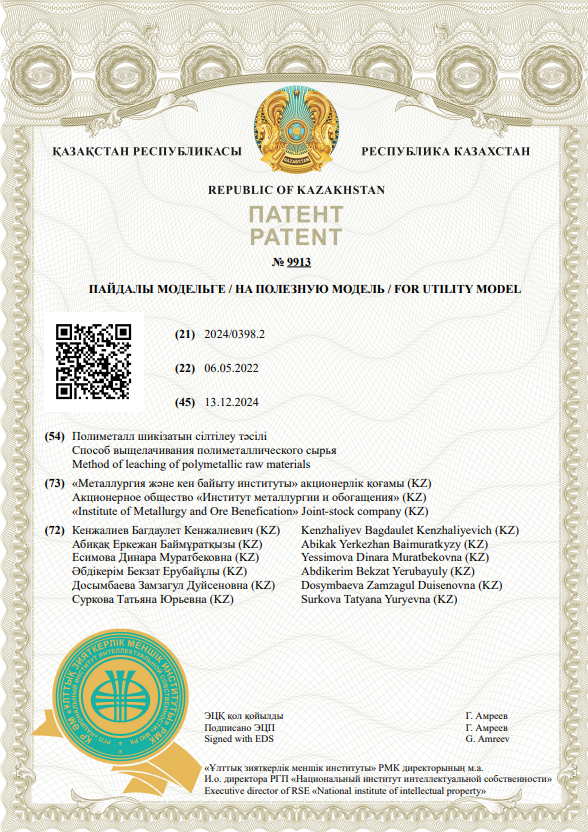 ҚАЗАҚСТАН РЕСПУБЛИКАСЫ
РЕСПУБЛИКА КАЗАХСТАН
REPUBLIC OF KAZAKHSTAN
ПАТЕНТ
PATENT
№ 9913
ПАЙДАЛЫ МОДЕЛЬГЕ / НА ПОЛЕЗНУЮ МОДЕЛЬ / FOR UTILITY MODEL
(21) 2024/0398.2
(22) 06.05.2022
(45) 13.12.2024
(54) Полиметалл шикізатын сілтілеу тәсілі
Способ выщелачивания полиметаллического сырья
Method of leaching of polymetallic raw materials
(73) «Металлургия және кен байыту институты» акционерлік қоғамы (KZ)
Акционерное общество «Институт металлургии и обогащения» (KZ)
«Institute of Metallurgy and Ore Benefication» Joint-stock company (KZ)
(72) Кенжалиев Багдаулет Кенжалиевич (KZ) Kenzhaliyev Bagdaulet Kenzhaliyevich (KZ)
Абиқақ Еркежан Баймұратқызы (KZ) Abikak Yerkezhan Baimuratkyzy (KZ)
Есимова Динара Муратбековна (KZ) Yessimova Dinara Muratbekovna (KZ)
Әбдікерім Бекзат Ерубайұлы (KZ) Abdikerim Bekzat Yerubayuly (KZ)
Досымбаева Замзагул Дуйсеновна (KZ) Dosymbaeva Zamzagul Duisenovna (KZ)
Суркова Татьяна Юрьевна (KZ) Surkova Tatyana Yuryevna (KZ)
ЭЦҚ қол қойылды Г. Амреев
Подписано ЭЦП Г. Амреев
Signed with EDS G. Amreev
«Ұлттық зияткерлік меншік институты» РМК директорының м.а.
И.о. директора РГП «Национальный институт интеллектуальной собственности»
Executive director of RSE «National institute of intellectual property»